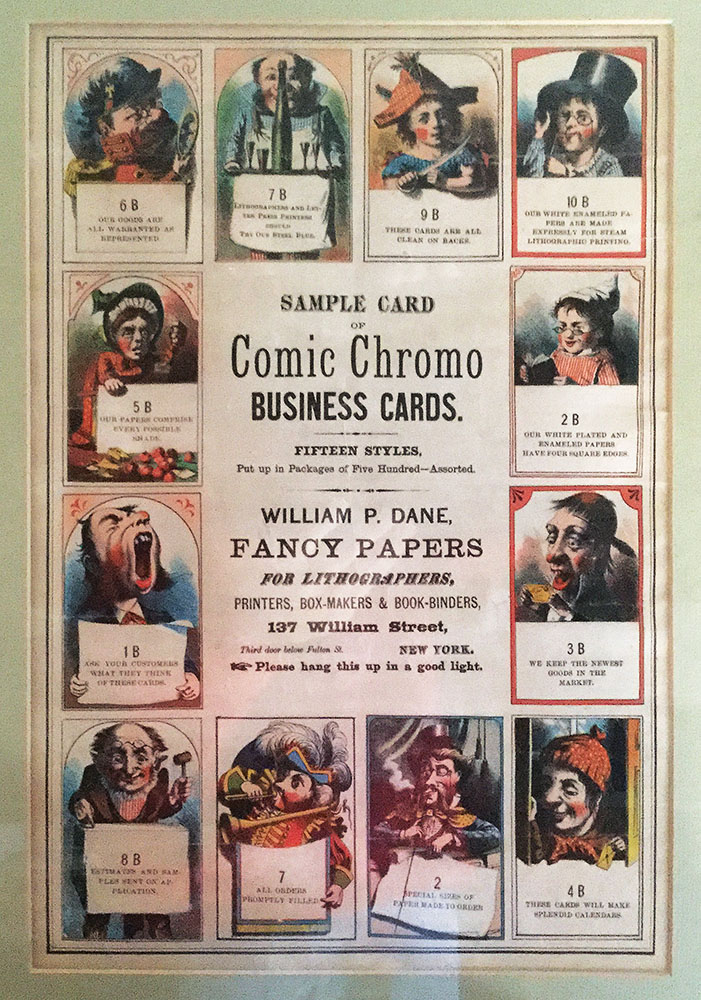 6 B
OUR GOODS ARE
ALL WARRANTED AS
REPRESENTED
7 B
LITHOGRAPHERS AND LET-
TER PRESS PRINTERS
SHOULD
TRY OUR STEEL BLUE.
9 B
THESE CARDS ARE ALL
CLEAN ON BACKS.
10 B
OUR WHITE ENAMELED PA-
PERS ARE MADE
EXPRESSLY FOR STEAM
LITHOGRAPHIC PRINTING.
SAMPLE CARD
OF
Comic Chromo
BUSINESS CARDS.
FIFTEEN STYLES,
Put up in Packages of Five Hundred—Assorted.
WILLIAM P. DANE,
FANCY PAPERS
FOR LITHOGRAPHERS,
PRINTERS, BOX-MAKERS & BOOK-BINDERS,
137 William Street,
Third door below Fulton St. NEW YORK.
☞ Please hang this up in a good light.
5 B
OUR PAPERS COMPRISE
EVERY POSSIBLE
SHADE.
2 B
OUR WHITE PLATED AND
ENAMELED PAPERS
HAVE FOUR SQUARE EDGES.
1 B
ASK YOUR CUSTOMERS
WHAT THEY THINK
OF THESE CARDS.
3 B
WE KEEP THE NEWEST
GOODS IN THE
MARKET.
8 B
ESTIMATES AND SAM-
PLES SENT ON AP-
PLICATION.
7
ALL ORDERS
PROMPTLY FILLED
2
SPECIAL SIZES OF
PAPER MADE TO ORDER
4 B
THESE CARDS WILL MAKE
SPLENDID CALENDARS.